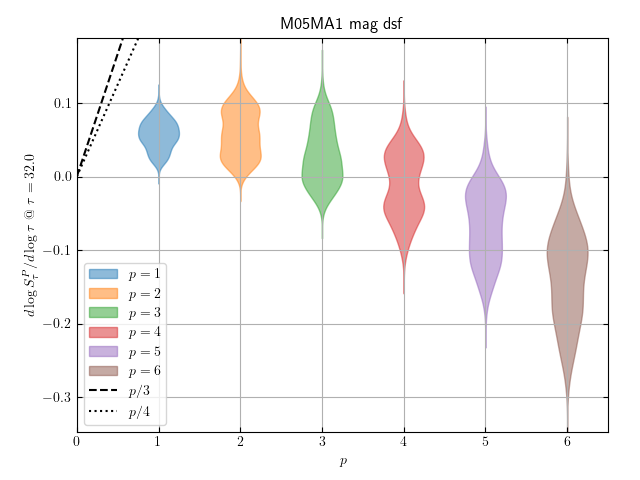 M05MA1 mag dsf
d log S_τ^P / d log τ @ τ = 32.0
0.1
0.0
−0.1
−0.2
−0.3
p = 1
p = 2
p = 3
p = 4
p = 5
p = 6
p/3
p/4
0 1 2 3 4 5 6
p